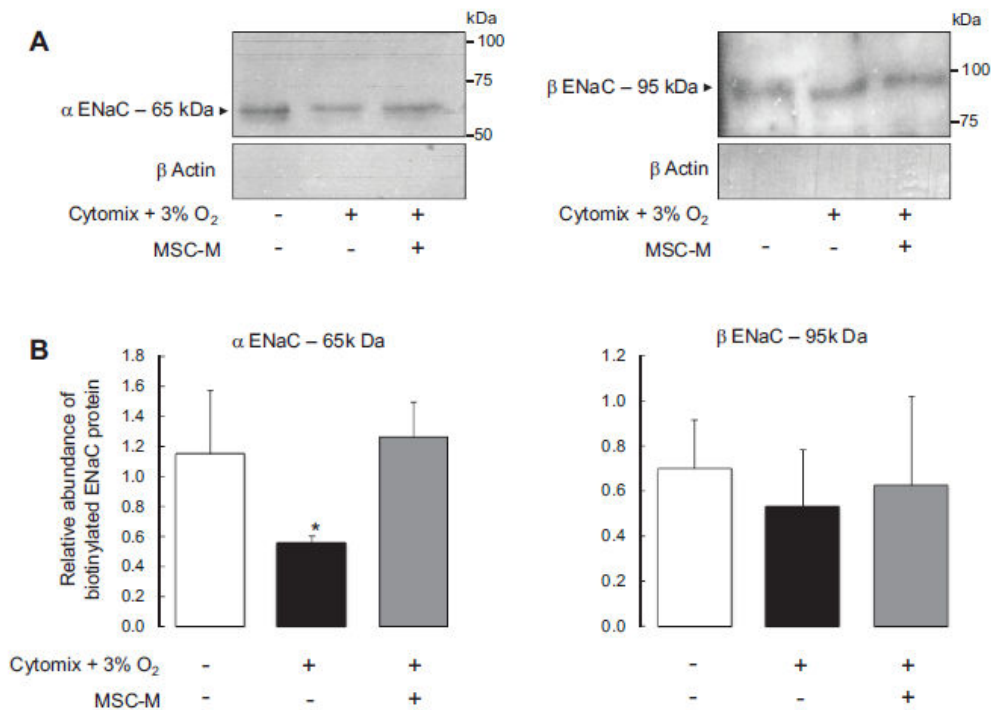 A
kDa
100
75
50
α ENaC – 65 kDa
β Actin
Cytomix + 3% O₂ - + +
MSC-M - - +
β ENaC – 95 kDa
100
75
β Actin
Cytomix + 3% O₂ - + +
MSC-M - - +
B
α ENaC – 65k Da
Relative abundance of
biotinylated ENaC protein
1.8
1.6
1.4
1.2
1.0
0.8
0.6
0.4
0.2
0.0
*
Cytomix + 3% O₂ - + +
MSC-M - - +
β ENaC – 95k Da
1.2
1.0
0.8
0.6
0.4
0.2
0.0
- + +
- - +
kDa